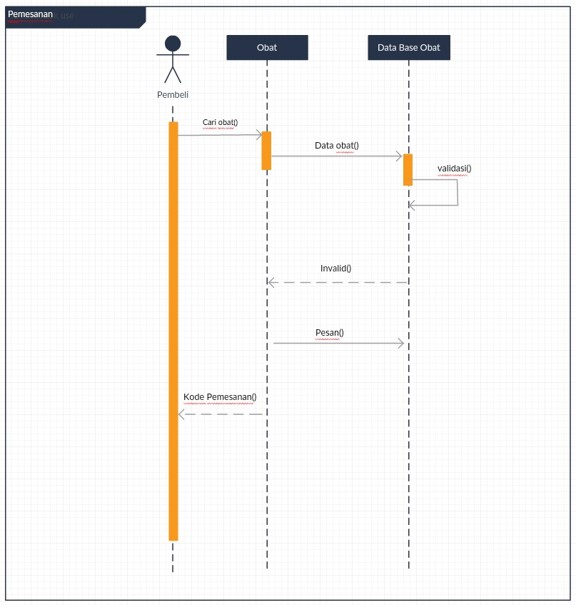 Pemesanan
Obat
Data Base Obat
Pembeli
Cari obat()
Data obat()
validasi()
Invalid()
Pesan()
Kode Pemesanan()